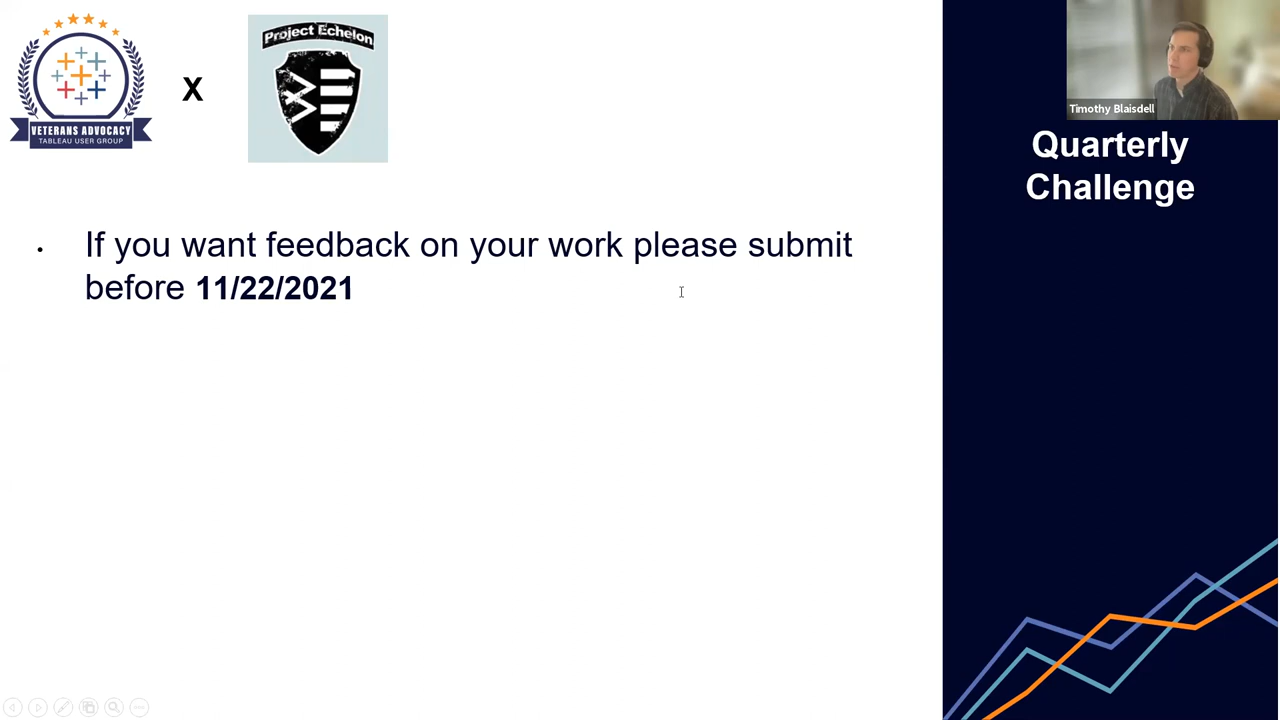 VETERANS ADVOCACY
TABLEAU USER GROUP
X
Project Echelon
Timothy Blaisdell
Quarterly
Challenge
• If you want feedback on your work please submit
before 11/22/2021